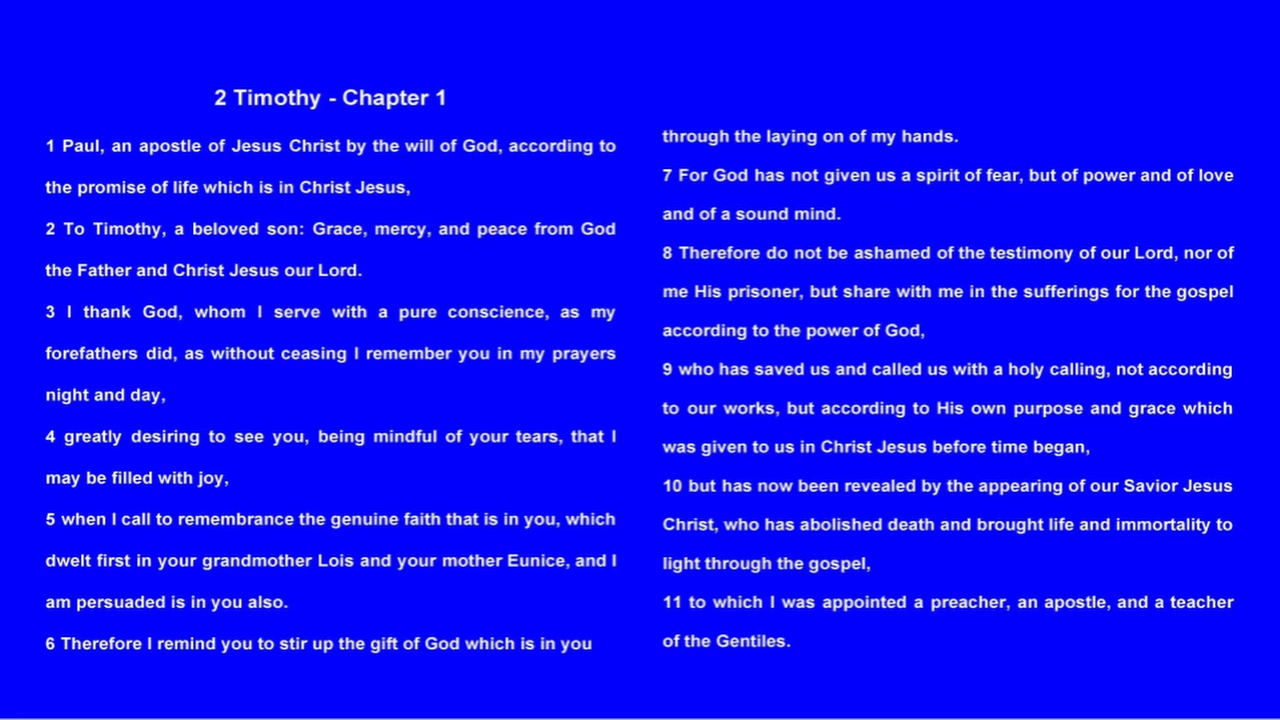 2 Timothy - Chapter 1
1 Paul, an apostle of Jesus Christ by the will of God, according to
the promise of life which is in Christ Jesus,
2 To Timothy, a beloved son: Grace, mercy, and peace from God
the Father and Christ Jesus our Lord.
3 I thank God, whom I serve with a pure conscience, as my
forefathers did, as without ceasing I remember you in my prayers
night and day,
4 greatly desiring to see you, being mindful of your tears, that I
may be filled with joy,
5 when I call to remembrance the genuine faith that is in you, which
dwelt first in your grandmother Lois and your mother Eunice, and I
am persuaded is in you also.
6 Therefore I remind you to stir up the gift of God which is in you
through the laying on of my hands.
7 For God has not given us a spirit of fear, but of power and of love
and of a sound mind.
8 Therefore do not be ashamed of the testimony of our Lord, nor of
me His prisoner, but share with me in the sufferings for the gospel
according to the power of God,
9 who has saved us and called us with a holy calling, not according
to our works, but according to His own purpose and grace which
was given to us in Christ Jesus before time began,
10 but has now been revealed by the appearing of our Savior Jesus
Christ, who has abolished death and brought life and immortality to
light through the gospel,
11 to which I was appointed a preacher, an apostle, and a teacher
of the Gentiles.